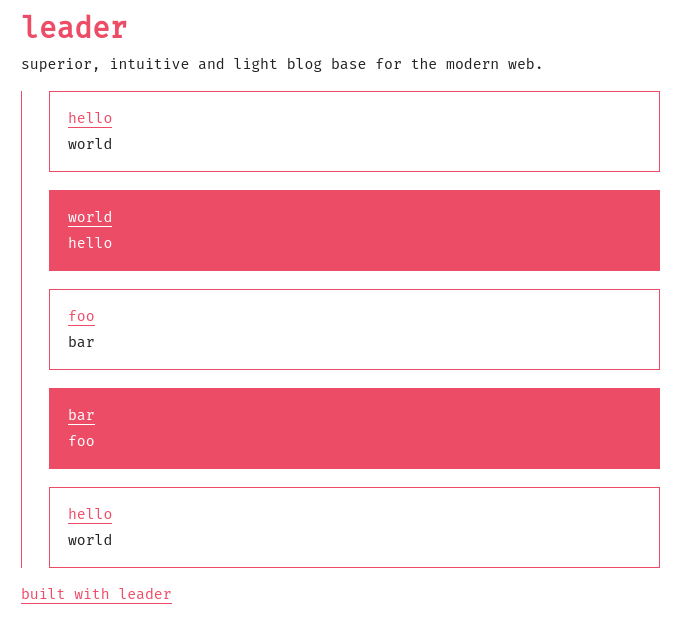 leader
superior, intuitive and light blog base for the modern web.
hello
world
world
hello
foo
bar
bar
foo
hello
world
built with leader